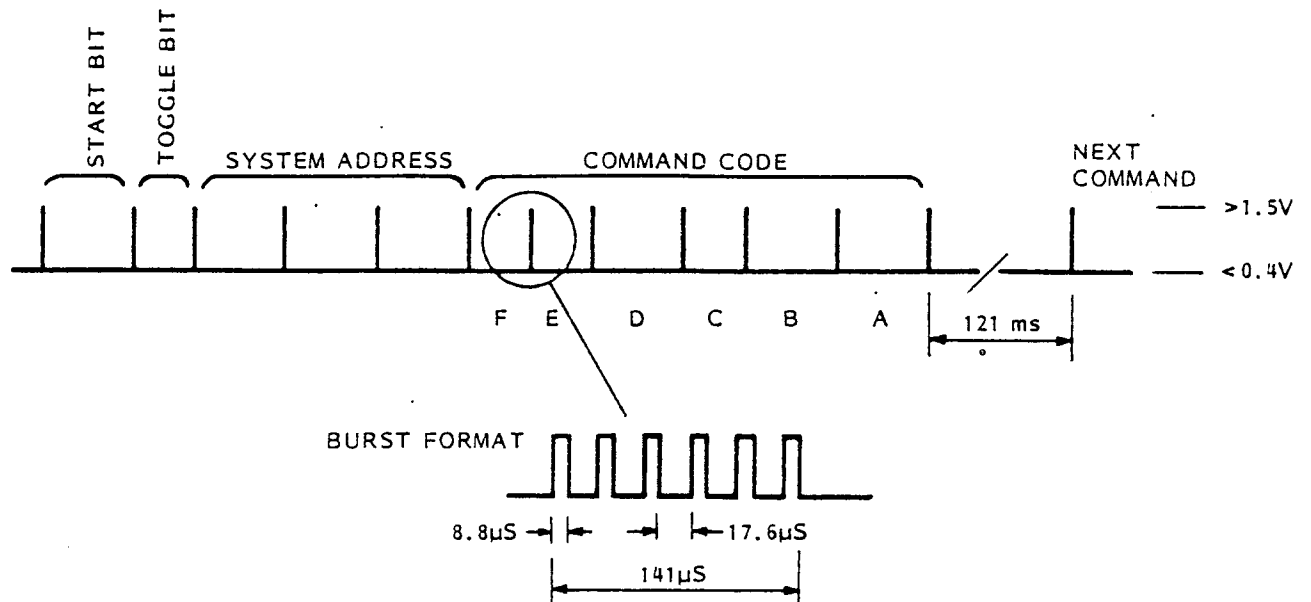 START BIT
TOGGLE BIT
SYSTEM ADDRESS
COMMAND CODE
NEXT
COMMAND
>1.5V
<0.4V
F E D C B A
121 ms
BURST FORMAT
8.8µS
17.6µS
141µS